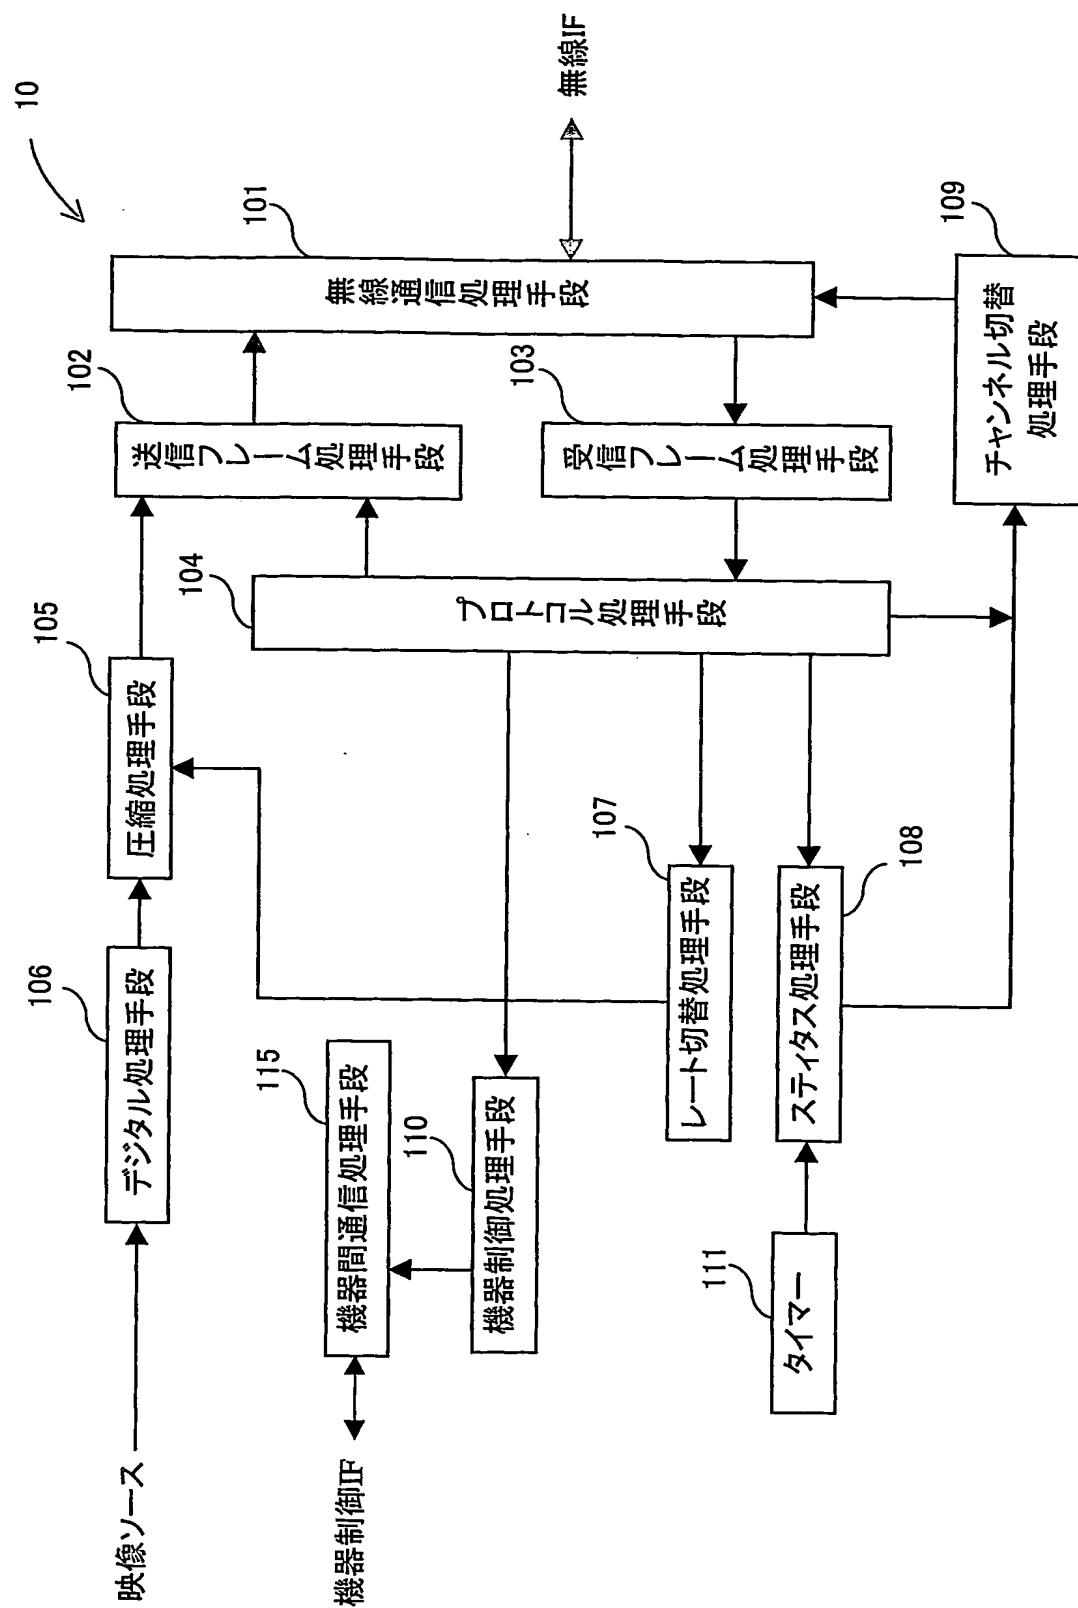 10
無線IF
101
無線通信処理手段
109
チャンネル切替
処理手段
102
送信フレーム処理手段
103
受信フレーム処理手段
104
プロトコル処理手段
105
圧縮処理手段
106
デジタル処理手段
107
レート切替処理手段
108
スティタス処理手段
115
機器間通信処理手段
110
機器制御処理手段
111
タイマー
映像ソース
機器制御IF